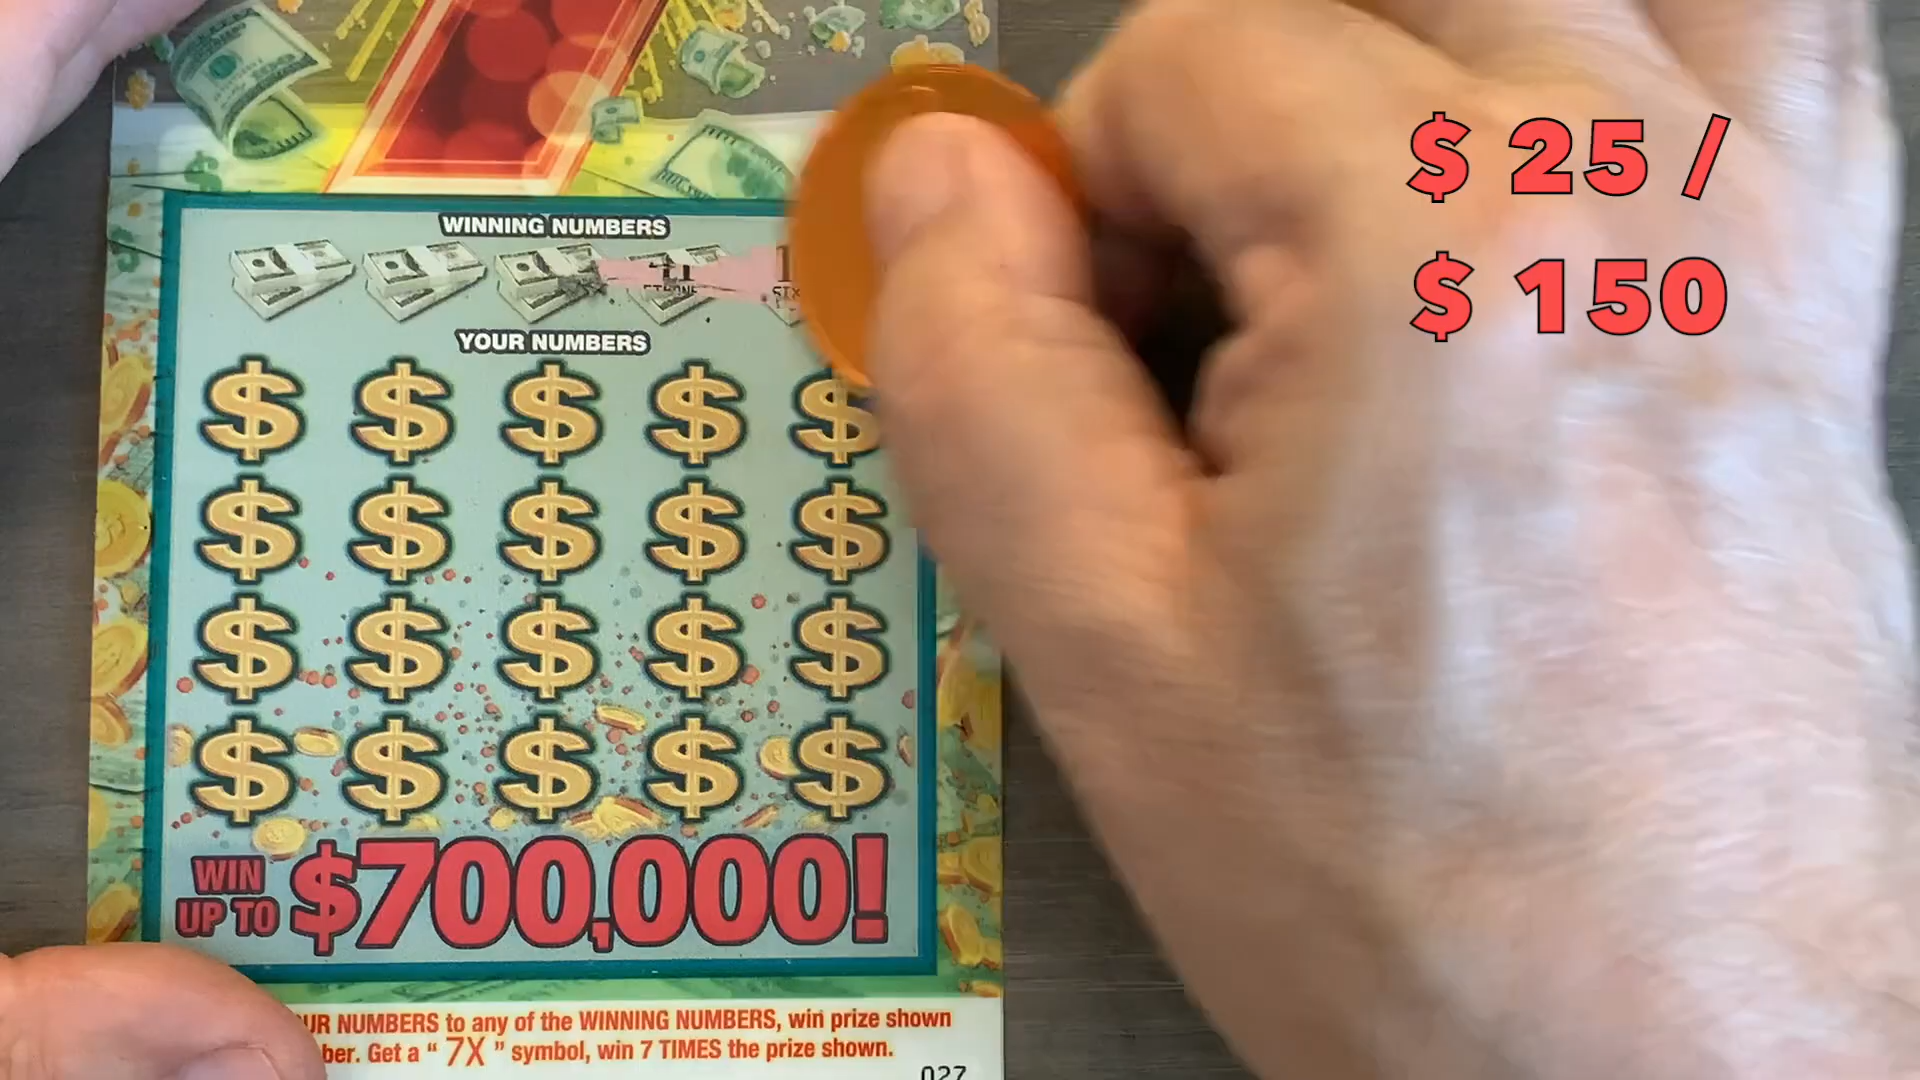 $ 25 /
$ 150
WINNING NUMBERS
41
YOUR NUMBERS
WIN
UP TO $700,000!
UR NUMBERS to any of the WINNING NUMBERS, win prize shown
ber. Get a “ 7X ” symbol, win 7 TIMES the prize shown.
027